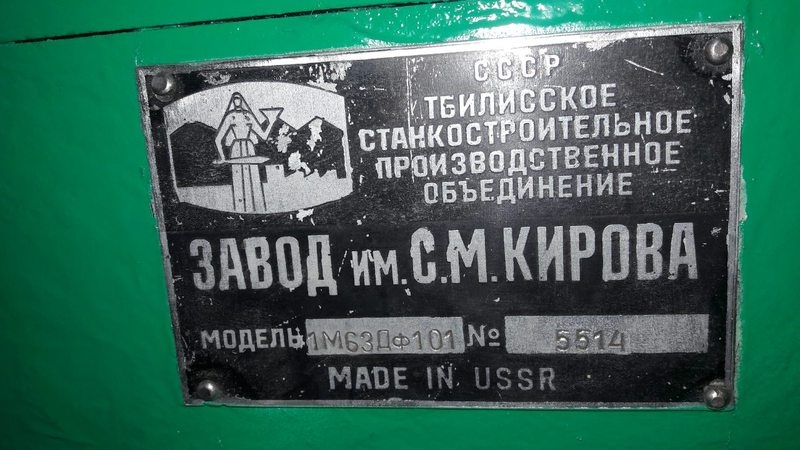 СССР
ТБИЛИССКОЕ
СТАНКОСТРОИТЕЛЬНОЕ
ПРОИЗВОДСТВЕННОЕ
ОБЪЕДИНЕНИЕ
ЗАВОД ИМ. С.М. КИРОВА
МОДЕЛЬ 1М63ДФ101 № 5514
MADE IN USSR